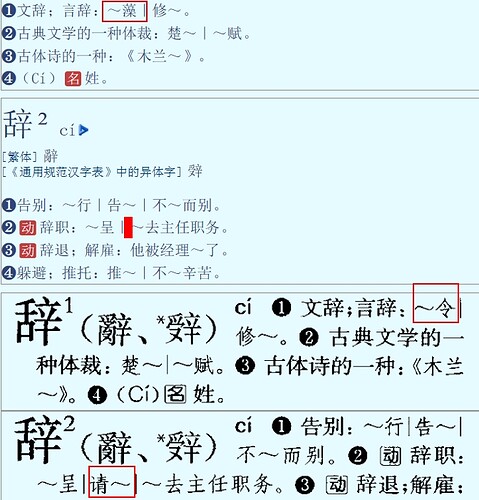 ❶文辞；言辞：～藻｜修～。
❷古典文学的一种体裁：楚～｜～赋。
❸古体诗的一种：《木兰～》。
❹（Cí）名姓。
辞² cí
[繁体] 辭
[《通用规范汉字表》中的异体字] 辤
❶告别：～行｜告～｜不～而别。
❷动辞职：～呈｜～去主任职务。
❸动辞退；解雇：他被经理～了。
❹躲避；推托：推～｜不～辛苦。
辞¹（辭、*辤） cí ❶ 文辞；言辞：～令｜
修～。❷ 古典文学的一
种体裁：楚～｜～赋。❸ 古体诗的一种：《木兰
～》。❹（Cí）名姓。
辞²（辭、*辤） cí ❶ 告别：～行｜告～｜
不～而别。❷ 动 辞职：
～呈｜请～｜～去主任职务。❸ 动 辞退；解雇：